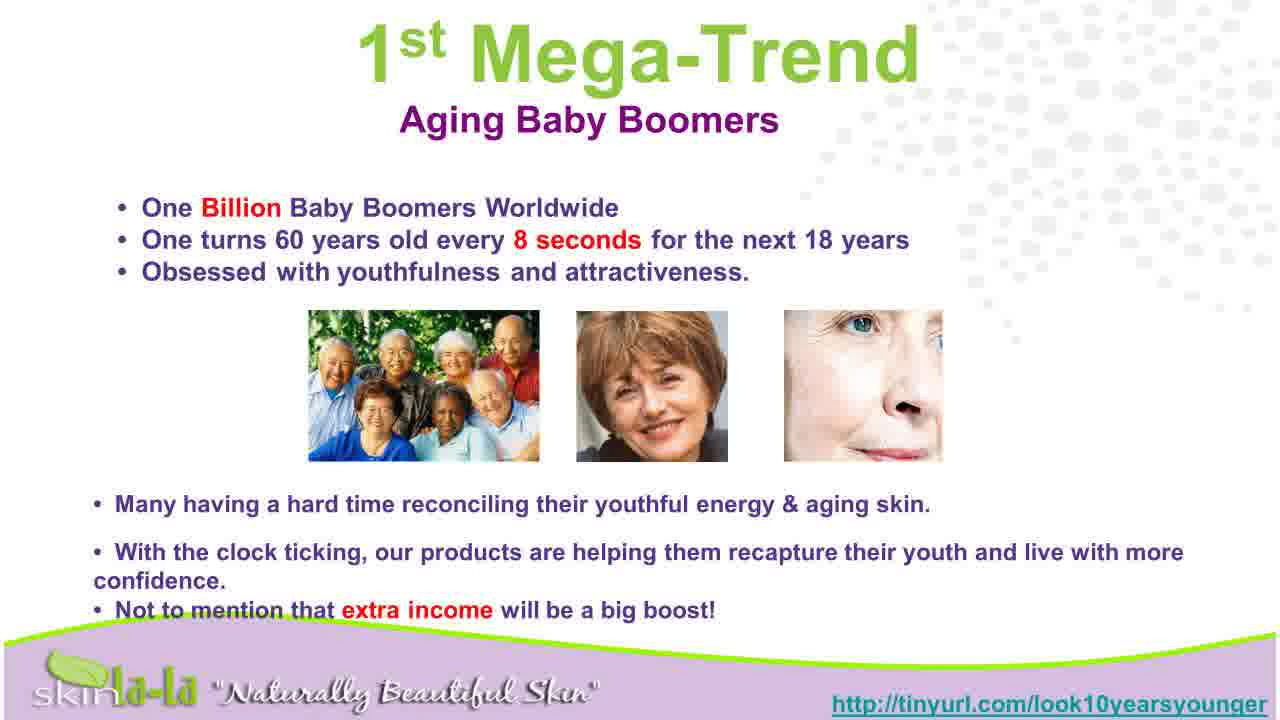 1st Mega-Trend
Aging Baby Boomers
• One Billion Baby Boomers Worldwide
• One turns 60 years old every 8 seconds for the next 18 years
• Obsessed with youthfulness and attractiveness.
• Many having a hard time reconciling their youthful energy & aging skin.
• With the clock ticking, our products are helping them recapture their youth and live with more
confidence.
• Not to mention that extra income will be a big boost!
skin la-la "Naturally Beautiful Skin"
http://tinyurl.com/look10yearsyounger